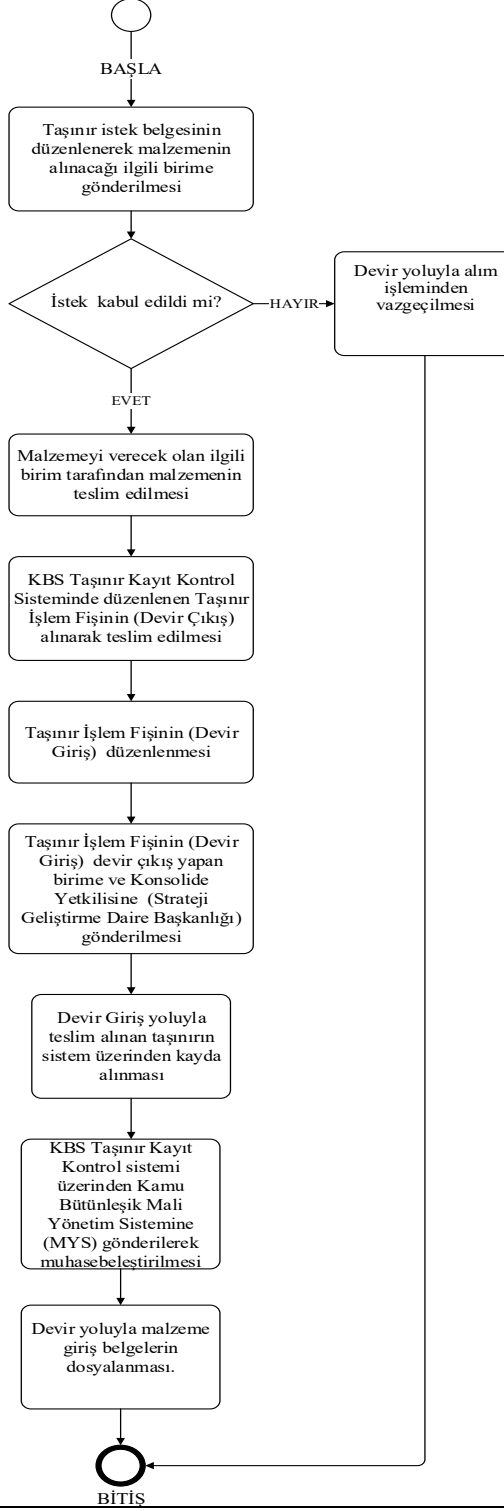 BAŞLA
Taşınır istek belgesinin
düzenlenerek malzemenin
alınacağı ilgili birime
gönderilmesi
İstek kabul edildi mi?
HAYIR
Devir yoluyla alım
işleminden
vazgeçilmesi
EVET
Malzemeyi verecek olan ilgili
birim tarafından malzemenin
teslim edilmesi
KBS Taşınır Kayıt Kontrol
Sisteminde düzenlenen Taşınır
İşlem Fişinin (Devir Çıkış)
alınarak teslim edilmesi
Taşınır İşlem Fişinin (Devir
Giriş) düzenlenmesi
Taşınır İşlem Fişinin (Devir
Giriş) devir çıkış yapan
birime ve Konsolide
Yetkilisine (Strateji
Geliştirme Daire Başkanlığı)
gönderilmesi
Devir Giriş yoluyla
teslim alınan taşınırın
sistem üzerinden kayda
alınması
KBS Taşınır Kayıt
Kontrol sistemi
üzerinden Kamu
Bütünleşik Mali
Yönetim Sistemine
(MYS) gönderilerek
muhasebeleştirilmesi
Devir yoluyla malzeme
giriş belgelerin
dosyalanması.
BİTİŞ